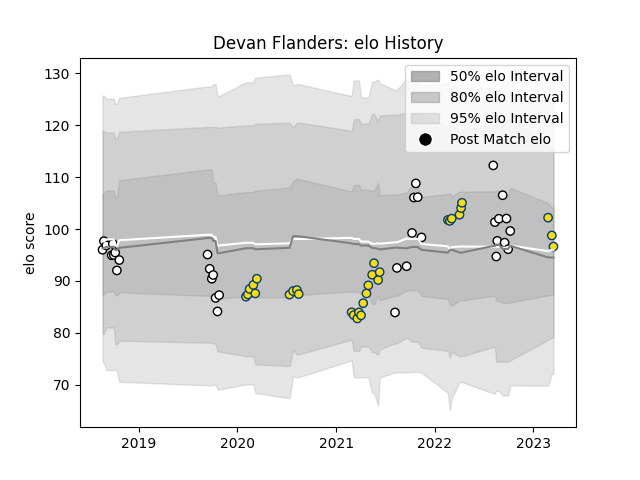 Devan Flanders: elo History
50% elo Interval
80% elo Interval
95% elo Interval
Post Match elo
elo score
130
120
110
100
90
80
70
2019
2020
2021
2022
2023